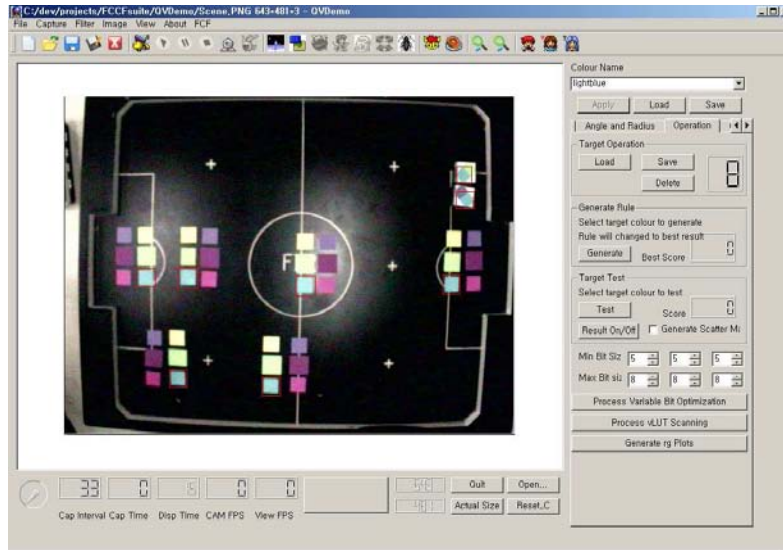 C:/dev/projects/FCCFsuite/QVDemo/Scene.PNG 643-481-3 - QVDemo
File Capture Filter Image View About FCF
Colour Name
lightblue
Apply Load Save
Angle and Radius Operation
Target Operation
Load Save
Delete
0
Generate Rule
Select target colour to generate
Rule will changed to best result
Generate Best Score 0
Target Test
Select target colour to test
Test Score 0
Result On/Off Generate Scatter Ma
Min Bit Siz 5 5 5
Max Bit siz 8 8 8
Process Variable Bit Optimization
Process vLUT Scanning
Generate rg Plots
33 0 0 0
Quit Open...
Actual Size Reset_C
Cap Interval Cap Time Disp Time CAM FPS View FPS